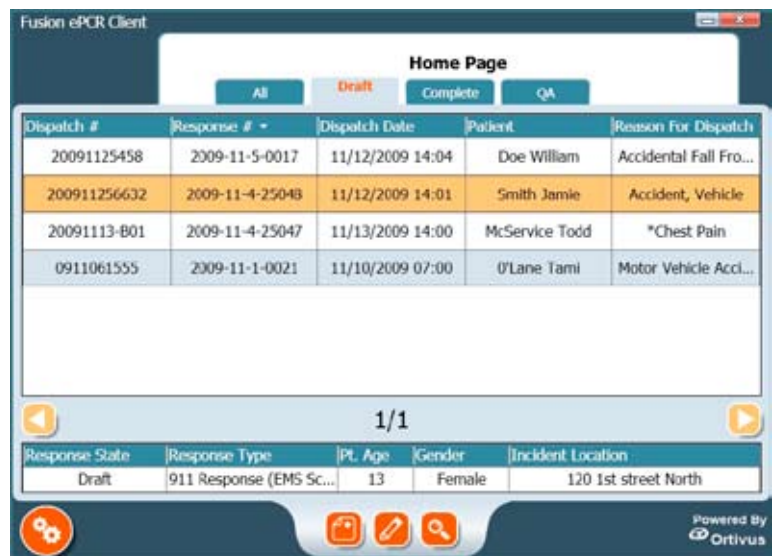 Fusion ePCR Client
Home Page
All Draft Complete QA
Dispatch # Response # Dispatch Date Patient Reason For Dispatch
20091125458 2009-11-5-0017 11/12/2009 14:04 Doe William Accidental Fall Fro...
200911256632 2009-11-4-25048 11/12/2009 14:01 Smith Jamie Accident, Vehicle
20091113-B01 2009-11-4-25047 11/13/2009 14:00 McService Todd *Chest Pain
0911061555 2009-11-1-0021 11/10/2009 07:00 O'Lane Tami Motor Vehicle Acci...
1/1
Response State Response Type Pt. Age Gender Incident Location
Draft 911 Response (EMS Sc... 13 Female 120 1st street North
Powered By
Ortivus